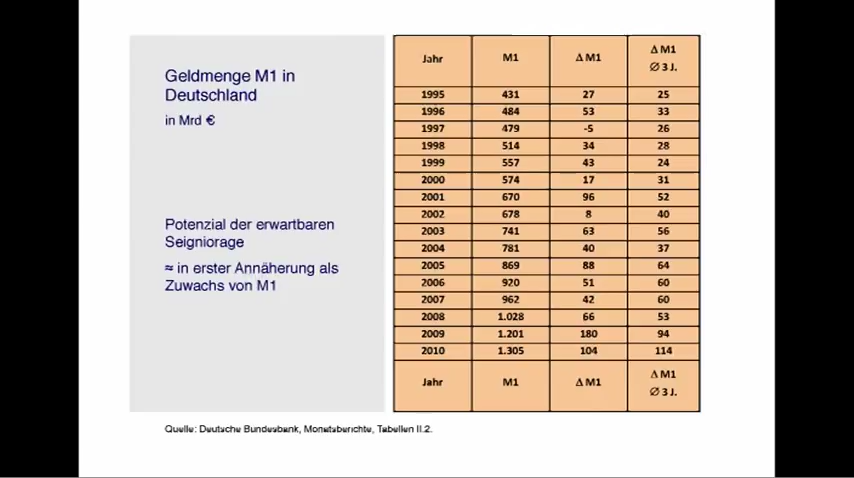 Geldmenge M1 in
Deutschland
in Mrd €
Potenzial der erwartbaren
Seigniorage
≈ in erster Annäherung als
Zuwachs von M1
Jahr M1 Δ M1 Δ M1 Ø 3 J.
1995 431 27 25
1996 484 53 33
1997 479 -5 26
1998 514 34 28
1999 557 43 24
2000 574 17 31
2001 670 96 52
2002 678 8 40
2003 741 63 56
2004 781 40 37
2005 869 88 64
2006 920 51 60
2007 962 42 60
2008 1.028 66 53
2009 1.201 180 94
2010 1.305 104 114
Jahr M1 Δ M1 Δ M1 Ø 3 J.
Quelle: Deutsche Bundesbank, Monatsberichte, Tabellen II.2.